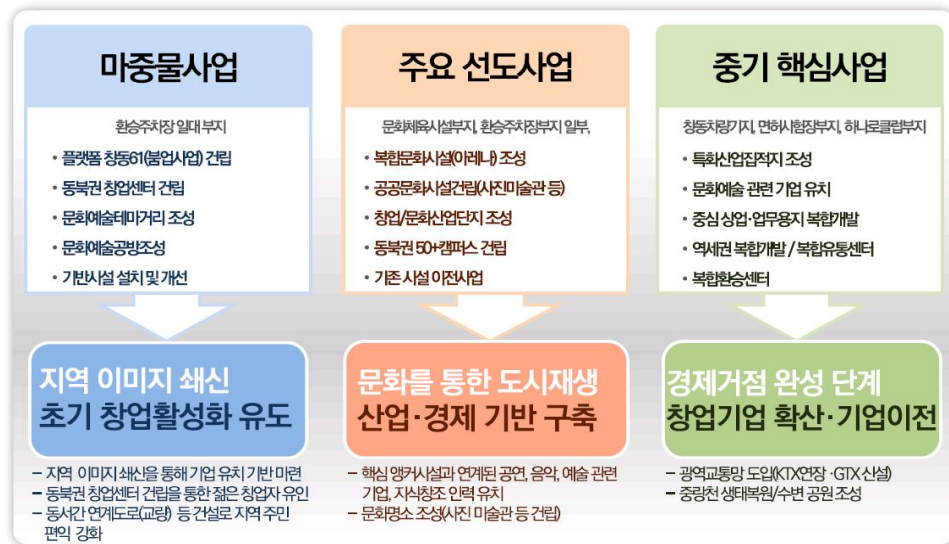 마중물사업
환승주차장 일대 부지
• 플랫폼 창동61(붐업사업) 건립
• 동북권 창업센터 건립
• 문화예술테마거리 조성
• 문화예술공방조성
• 기반시설 설치 및 개선
지역 이미지 쇄신
초기 창업활성화 유도
– 지역 이미지 쇄신을 통해 기업 유치 기반 마련
– 동북권 창업센터 건립을 통한 젊은 창업자 유인
– 동서간 연계도로(교량) 등 건설로 지역 주민
편익 강화
주요 선도사업
문화체육시설부지, 환승주차장부지 일부,
• 복합문화시설(아레나) 조성
• 공공문화시설건립(사진미술관 등)
• 창업/문화산업단지 조성
• 동북권 50+캠퍼스 건립
• 기존 시설 이전사업
문화를 통한 도시재생
산업·경제 기반 구축
– 핵심 앵커시설과 연계된 공연, 음악, 예술 관련
기업, 지식창조 인력 유치
– 문화명소 조성(사진 미술관 등 건립)
중기 핵심사업
창동차량기지, 면허시험장부지, 하나로클럽부지
• 특화산업집적지 조성
• 문화예술 관련 기업 유치
• 중심 상업·업무용지 복합개발
• 역세권 복합개발 / 복합유통센터
• 복합환승센터
경제거점 완성 단계
창업기업 확산·기업이전
– 광역교통망 도입(KTX연장 ·GTX 신설)
– 중랑천 생태복원/수변 공원 조성